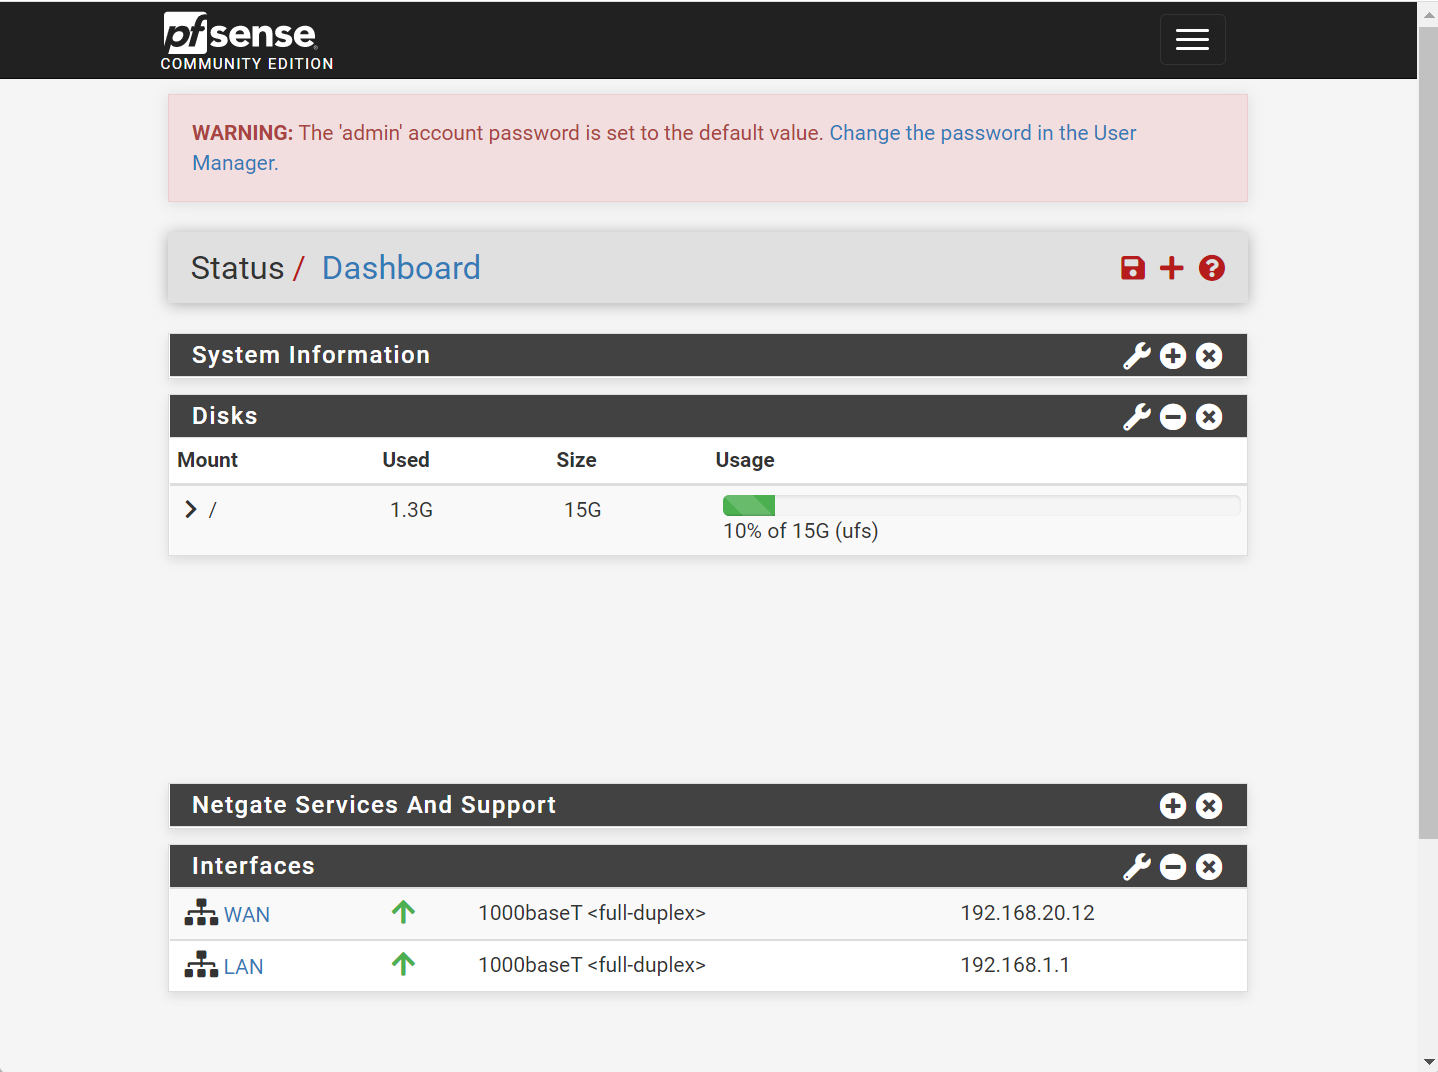 pfsense
COMMUNITY EDITION
WARNING: The 'admin' account password is set to the default value. Change the password in the User
Manager.
Status / Dashboard
System Information
Disks
Mount Used Size Usage
/ 1.3G 15G
10% of 15G (ufs)
Netgate Services And Support
Interfaces
WAN 1000baseT <full-duplex> 192.168.20.12
LAN 1000baseT <full-duplex> 192.168.1.1